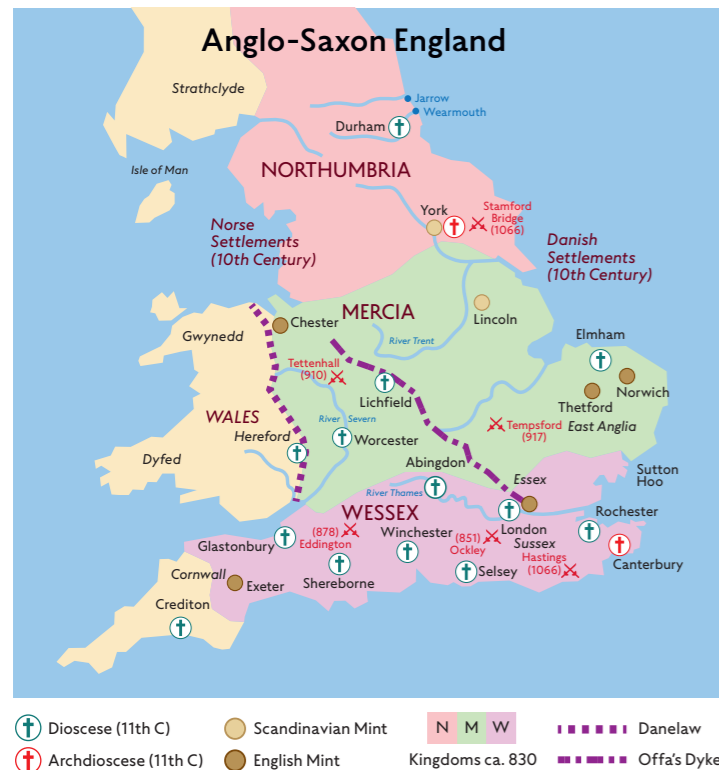 Anglo-Saxon England
Strathclyde
Jarrow
Wearmouth
Durham
Isle of Man
NORTHUMBRIA
York
Stamford
Bridge
(1066)
Norse
Settlements
(10th Century)
Danish
Settlements
(10th Century)
MERCIA
Lincoln
Chester
River Trent
Elmham
Gwynedd
Tettenhall
(910)
Lichfield
Norwich
Thetford
East Anglia
WALES
River Severn
Hereford
Worcester
Tempsford
(917)
Dyfed
Abingdon
Essex
Sutton
Hoo
River Thames
WESSEX
Rochester
London
(878)
Eddington
Winchester
(851)
Ockley
Sussex
Glastonbury
Hastings
(1066)
Canterbury
Cornwall
Exeter
Shereborne
Selsey
Crediton
Dioscese (11th C)
Scandinavian Mint
N M W
Danelaw
Archdioscese (11th C)
English Mint
Kingdoms ca. 830
Offa's Dyke